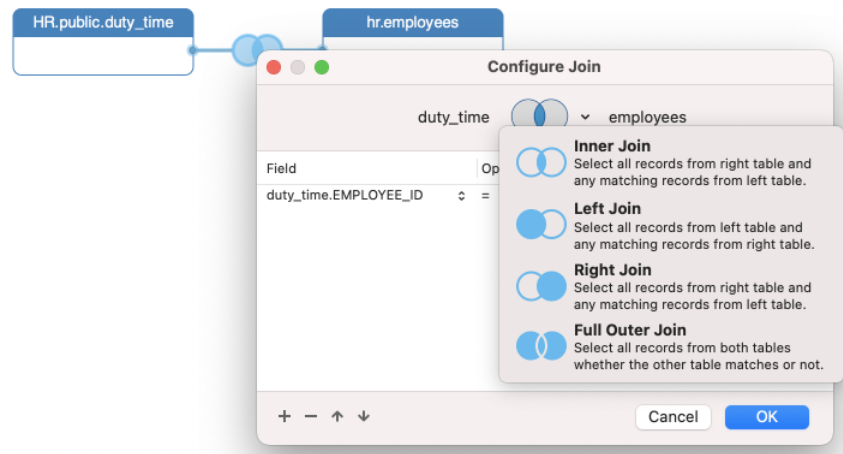 HR.public.duty_time
hr.employees
Configure Join
duty_time
employees
Inner Join
Select all records from right table and
any matching records from left table.
Left Join
Select all records from left table and
any matching records from right table.
Right Join
Select all records from right table and
any matching records from left table.
Full Outer Join
Select all records from both tables
whether the other table matches or not.
Field
Op
duty_time.EMPLOYEE_ID
=
Cancel
OK